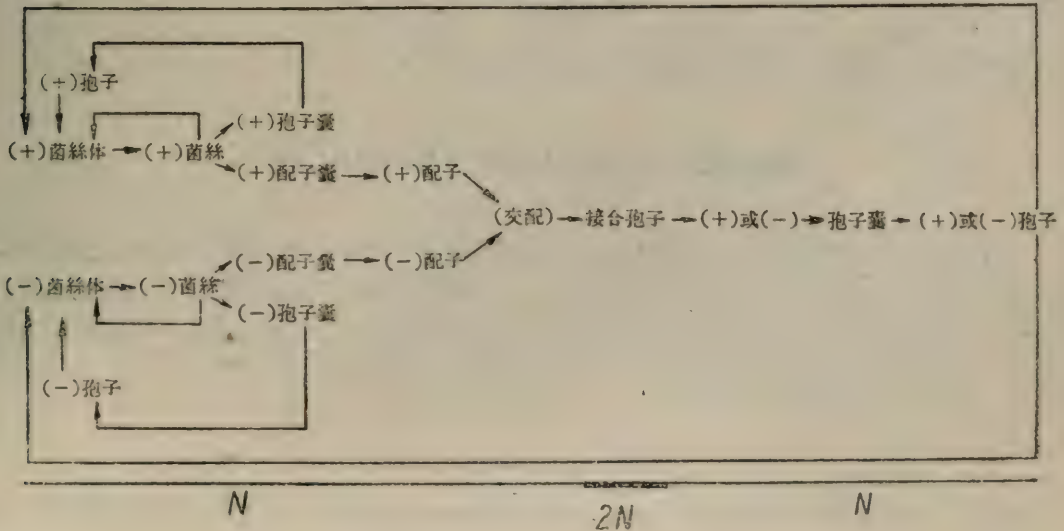 (+)孢子
(+)孢子囊
(+)菌絲体 → (+)菌絲
(+)配子囊 → (+)配子
(交配) → 接合孢子 → (+)或(-) → 孢子囊 → (+)或(-)孢子
(-)配子囊 → (-)配子
(-)菌絲体 → (-)菌絲
(-)孢子囊
(-)孢子
N 2N N